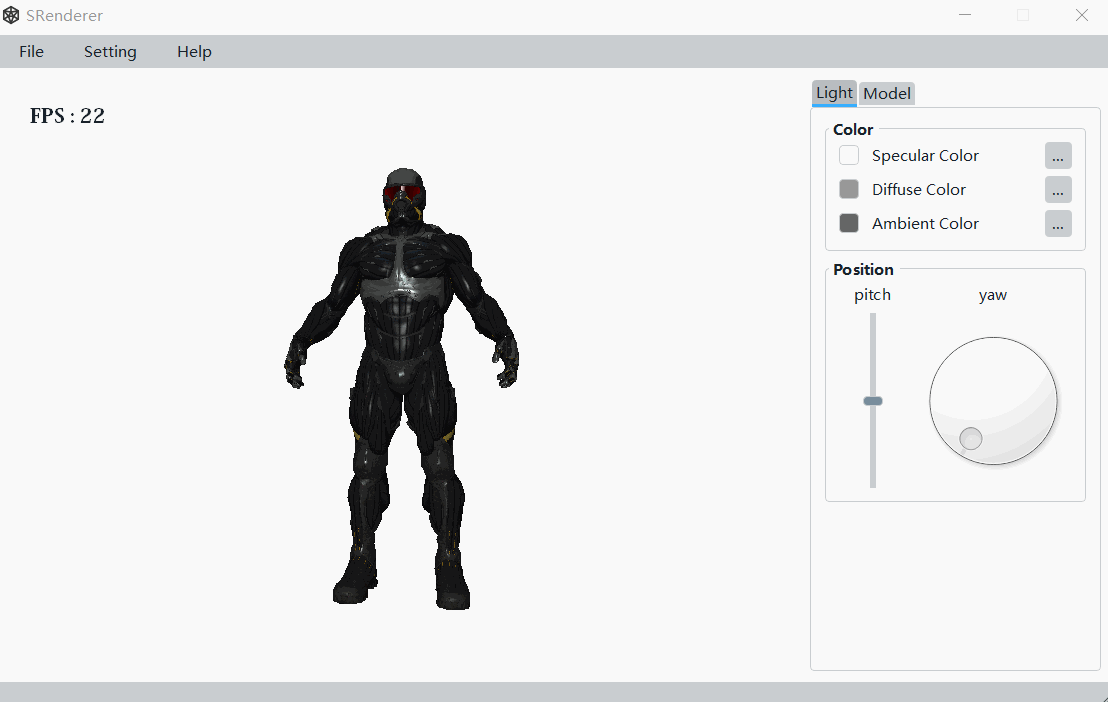 SRenderer
File Setting Help
FPS : 22
Light Model
Color
Specular Color ...
Diffuse Color ...
Ambient Color ...
Position
pitch yaw